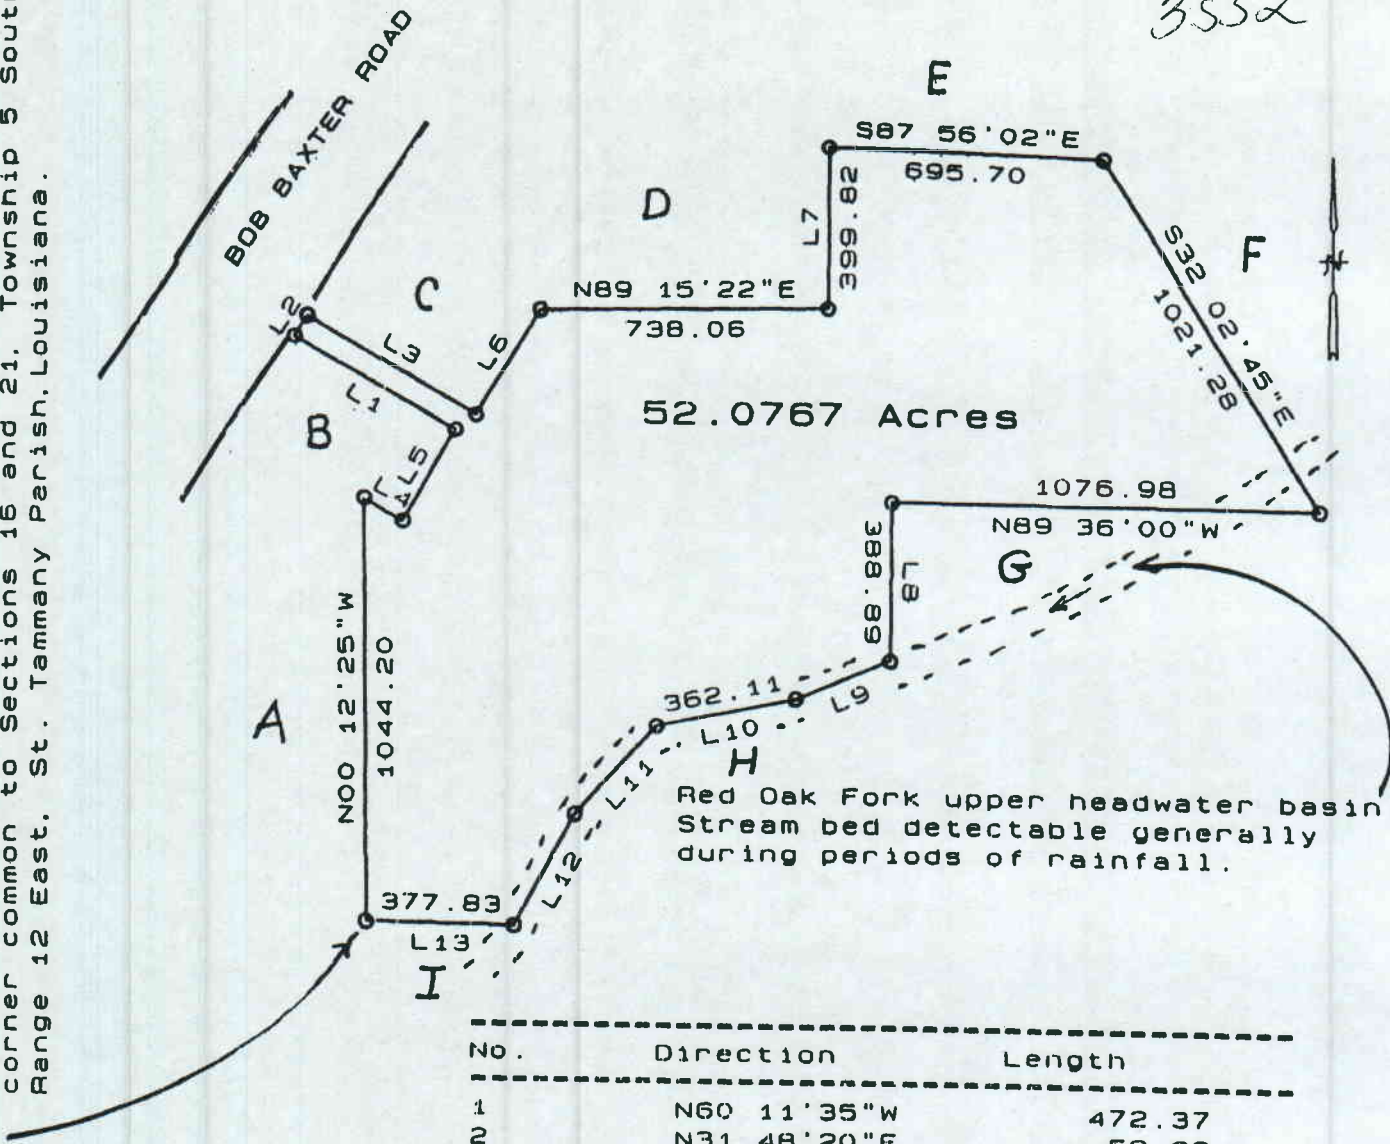 3552
corner common to Sections 16 and 21, Township 5
Range 12 East, St. Tammany Parish, Louisiana.
BOB BAXTER ROAD
E
S87 56'02"E
695.70
D
L7
399.82
F
S32 02'45"E
1021.28
C
L2
L3
L1
L6
N89 15'22"E
738.06
B
L5
L4
52.0767 Acres
1076.98
N89 36'00"W
G
388.89
L8
A
N00 12'25"W
1044.20
362.11
L10
L9
H
L11
L12
Red Oak Fork upper headwater basin
Stream bed detectable generally
during periods of rainfall.
377.83
L13
I
No. Direction Length
1 N60 11'35"W 472.37
2 N31 48'20"E